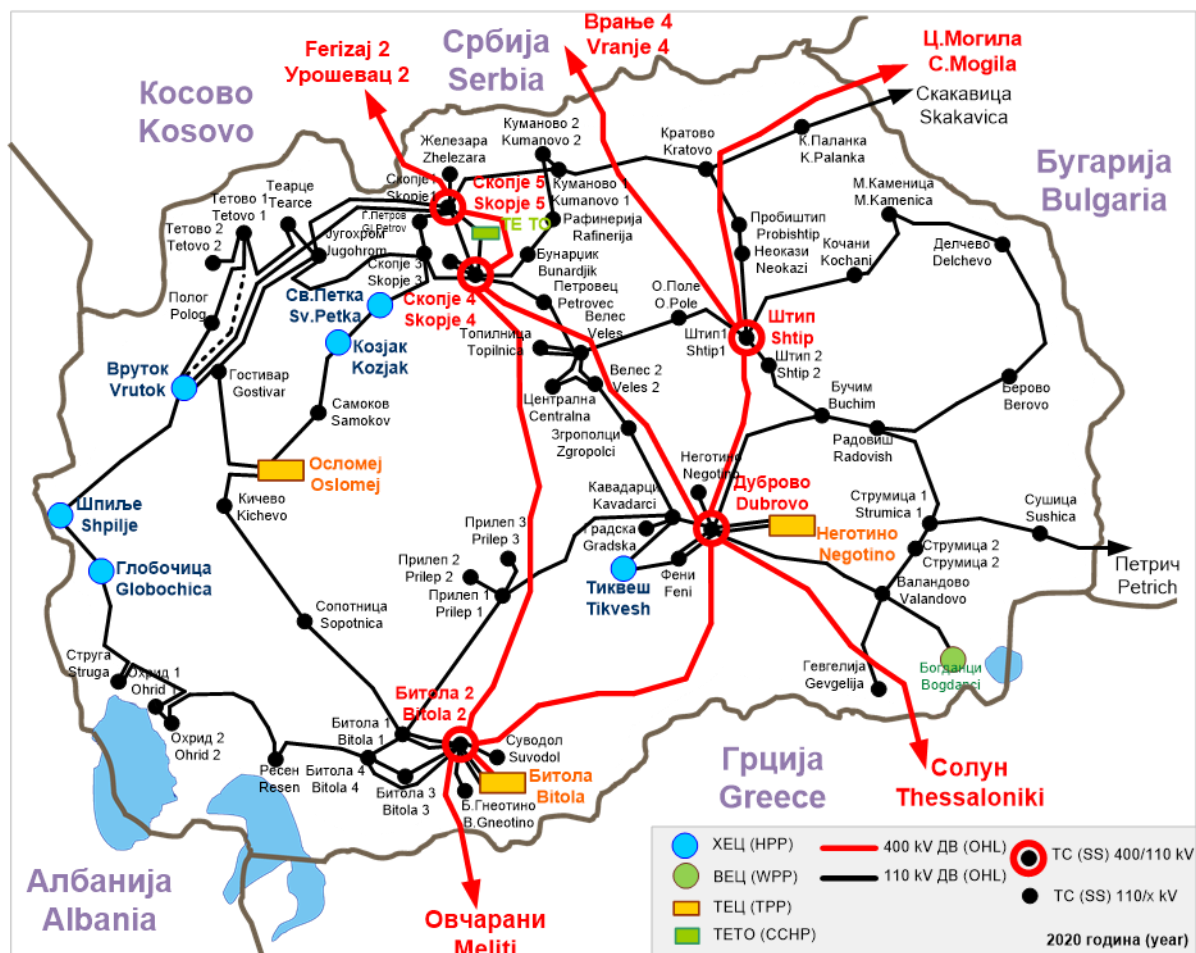 Ferizaj 2
Урошевац 2
Србија
Serbia
Врање 4
Vranje 4
Ц.Могила
C.Mogila
Скакавица
Skakavica
Косово
Kosovo
Бугарија
Bulgaria
Железара
Zhelezara
Куманово 2
Kumanovo 2
Кратово
Kratovo
К.Паланка
K.Palanka
Скопје 1
Skopje 1
Скопје 5
Skopje 5
ТЕ ТО
Куманово 1
Kumanovo 1
Рафинерија
Rafinerija
М.Каменица
M.Kamenica
Теарце
Tearce
Тетово 1
Tetovo 1
Тетово 2
Tetovo 2
Југохром
Jugohrom
Г.Петров
Gj.Petrov
Пробиштип
Probishtip
Неокази
Neokazi
Кочани
Kochani
Делчево
Delchevo
Скопје 3
Skopje 3
Бунарџик
Bunardjik
Полог
Polog
Св.Петка
Sv.Petka
Скопје 4
Skopje 4
Петровец
Petrovec
О.Поле
O.Pole
Велес
Veles
Штип
Shtip
Штип1
Shtip1
Козјак
Kozjak
Топилница
Topilnica
Вруток
Vrutok
Гостивар
Gostivar
Велес 2
Veles 2
Штип 2
Shtip 2
Централна
Centralna
Бучим
Buchim
Берово
Berovo
Самоков
Samokov
Згрополци
Zgropolci
Радовиш
Radovish
Осломеј
Oslomej
Неготино
Negotino
Дуброво
Dubrovo
Шпиље
Shpilje
Кичево
Kichevo
Кавадарци
Kavadarci
Струмица 1
Strumica 1
Сушица
Sushica
Прилеп 3
Prilep 3
Градска
Gradska
Неготино
Negotino
Струмица 2
Струмица 2
Глобочица
Globochica
Прилеп 2
Prilep 2
Прилеп 1
Prilep 1
Тиквеш
Tikvesh
Фени
Feni
Валандово
Valandovo
Петрич
Petrich
Сопотница
Sopotnica
Струга
Struga
Охрид 1
Ohrid 1
Гевгелија
Gevgelija
Богданци
Bogdanci
Битола 2
Bitola 2
Охрид 2
Ohrid 2
Битола 1
Bitola 1
Суводол
Suvodol
Ресен
Resen
Битола 4
Bitola 4
Битола 3
Bitola 3
Битола
Bitola
Б.Гнеотино
B.Gneotino
Грција
Greece
Солун
Thessaloniki
Албанија
Albania
Овчарани
Meliti
ХЕЦ (HPP)
ВЕЦ (WPP)
ТЕЦ (TPP)
ТЕТО (CCHP)
400 kV ДВ (OHL)
110 kV ДВ (OHL)
ТС (SS) 400/110 kV
ТС (SS) 110/x kV
2020 година (year)